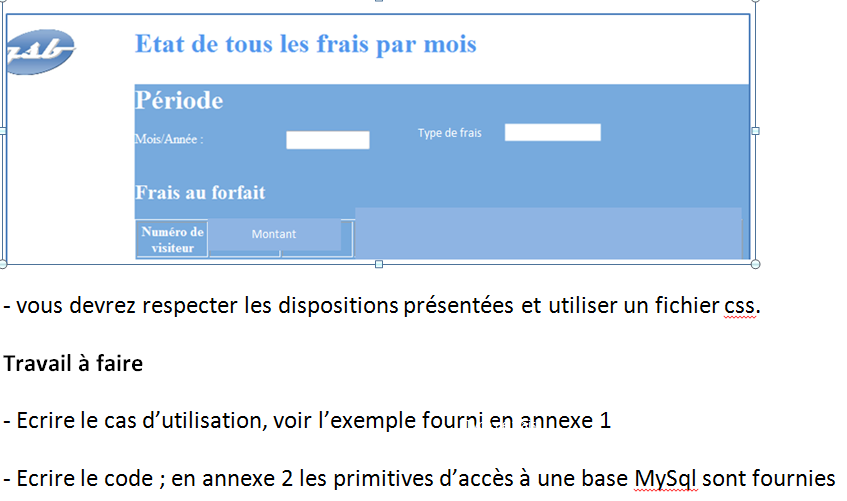 gsb
Etat de tous les frais par mois
Période
Mois/Année :
Type de frais
Frais au forfait
Numéro de
visiteur
Montant
- vous devrez respecter les dispositions présentées et utiliser un fichier css.
Travail à faire
- Ecrire le cas d’utilisation, voir l’exemple fourni en annexe 1
- Ecrire le code ; en annexe 2 les primitives d’accès à une base MySql sont fournies